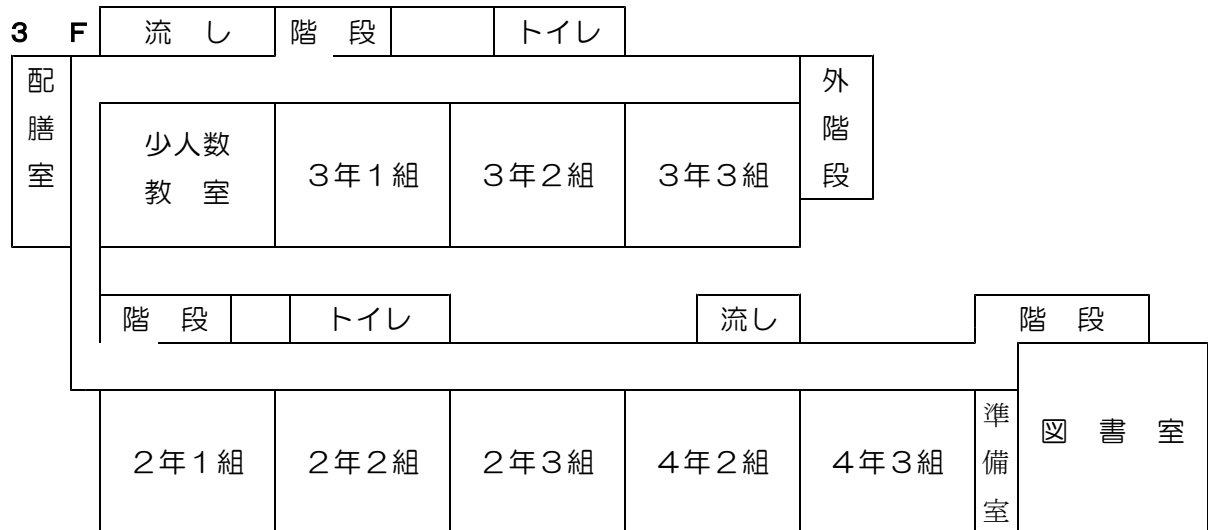 ３　Ｆ
流　し
階　段
トイレ
配膳室
外階段
少人数
教　室
３年１組
３年２組
３年３組
階　段
トイレ
流し
階　段
２年１組
２年２組
２年３組
４年２組
４年３組
準備室
図　書　室